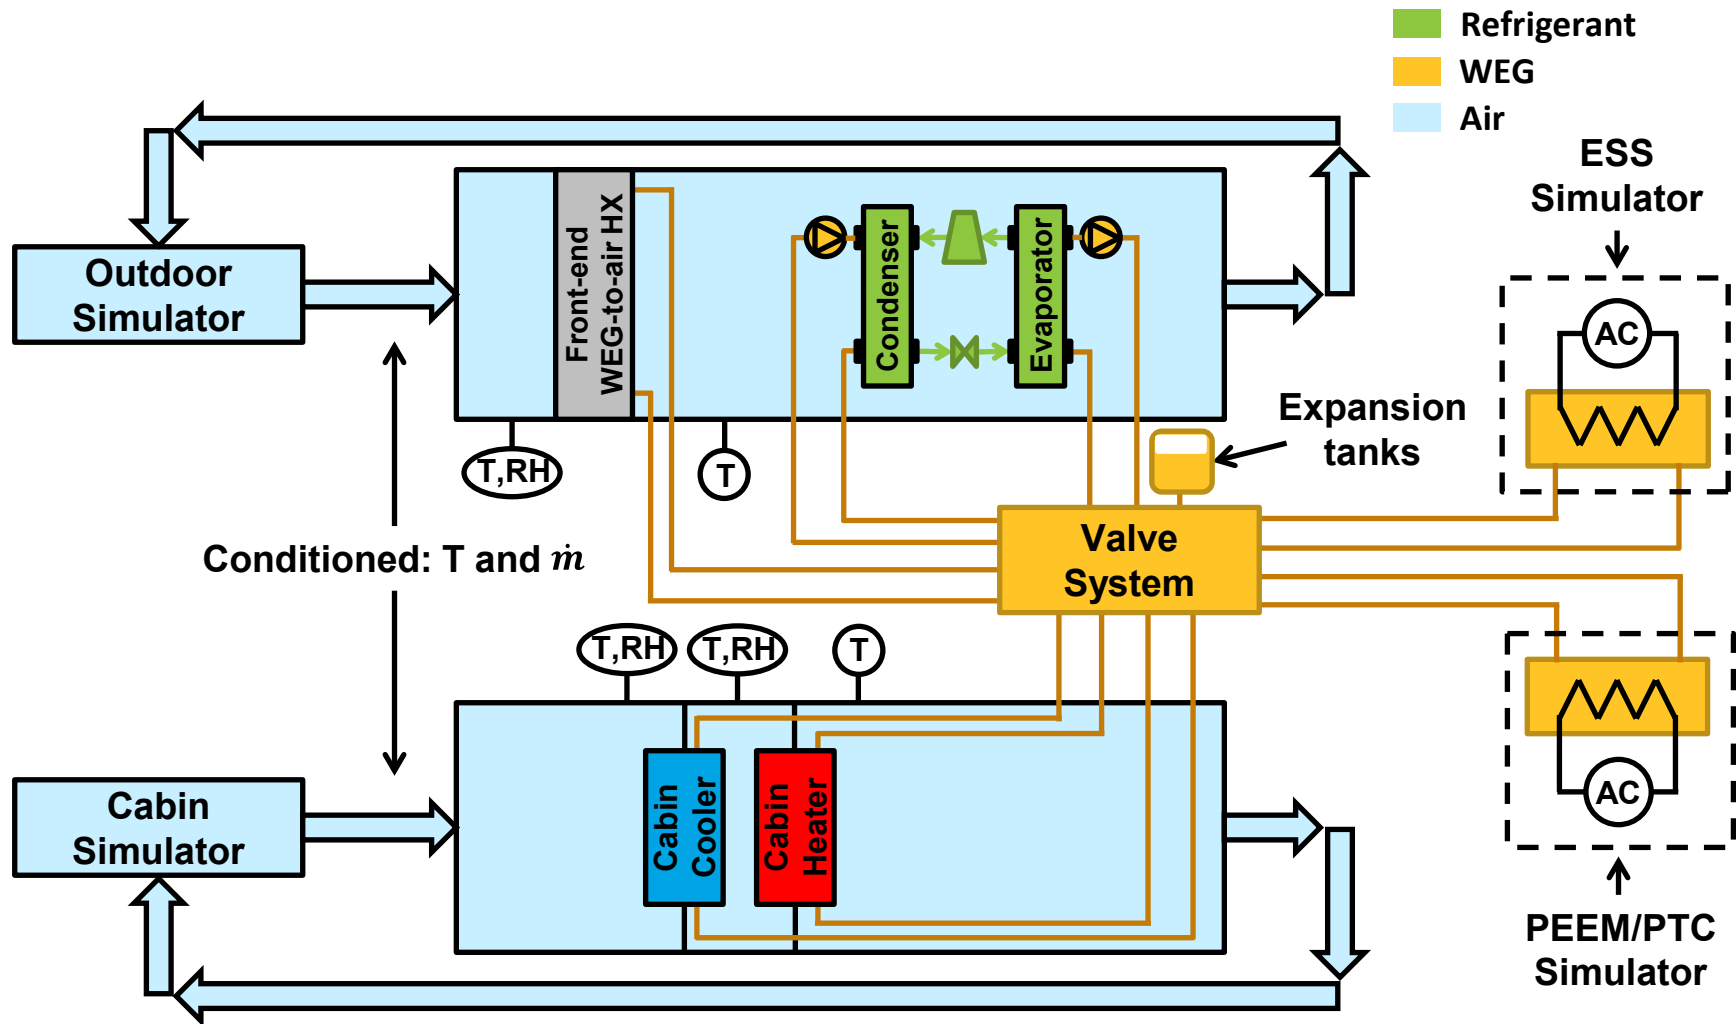 Refrigerant
WEG
Air
ESS
Simulator
Outdoor
Simulator
Front-end
WEG-to-air HX
Condenser
Evaporator
AC
T,RH
T
Expansion
tanks
Conditioned: T and ṁ
Valve
System
T,RH
T,RH
T
Cabin
Simulator
Cabin
Cooler
Cabin
Heater
AC
PEEM/PTC
Simulator